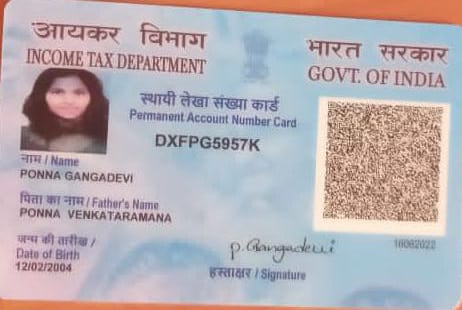 आयकर विभाग
INCOME TAX DEPARTMENT
भारत सरकार
GOVT. OF INDIA
स्थायी लेखा संख्या कार्ड
Permanent Account Number Card
DXFPG5957K
नाम / Name
PONNA GANGADEVI
पिता का नाम / Father's Name
PONNA VENKATARAMANA
जन्म की तारीख /
Date of Birth
12/02/2004
p.Gangadevi
हस्ताक्षर / Signature
16062022